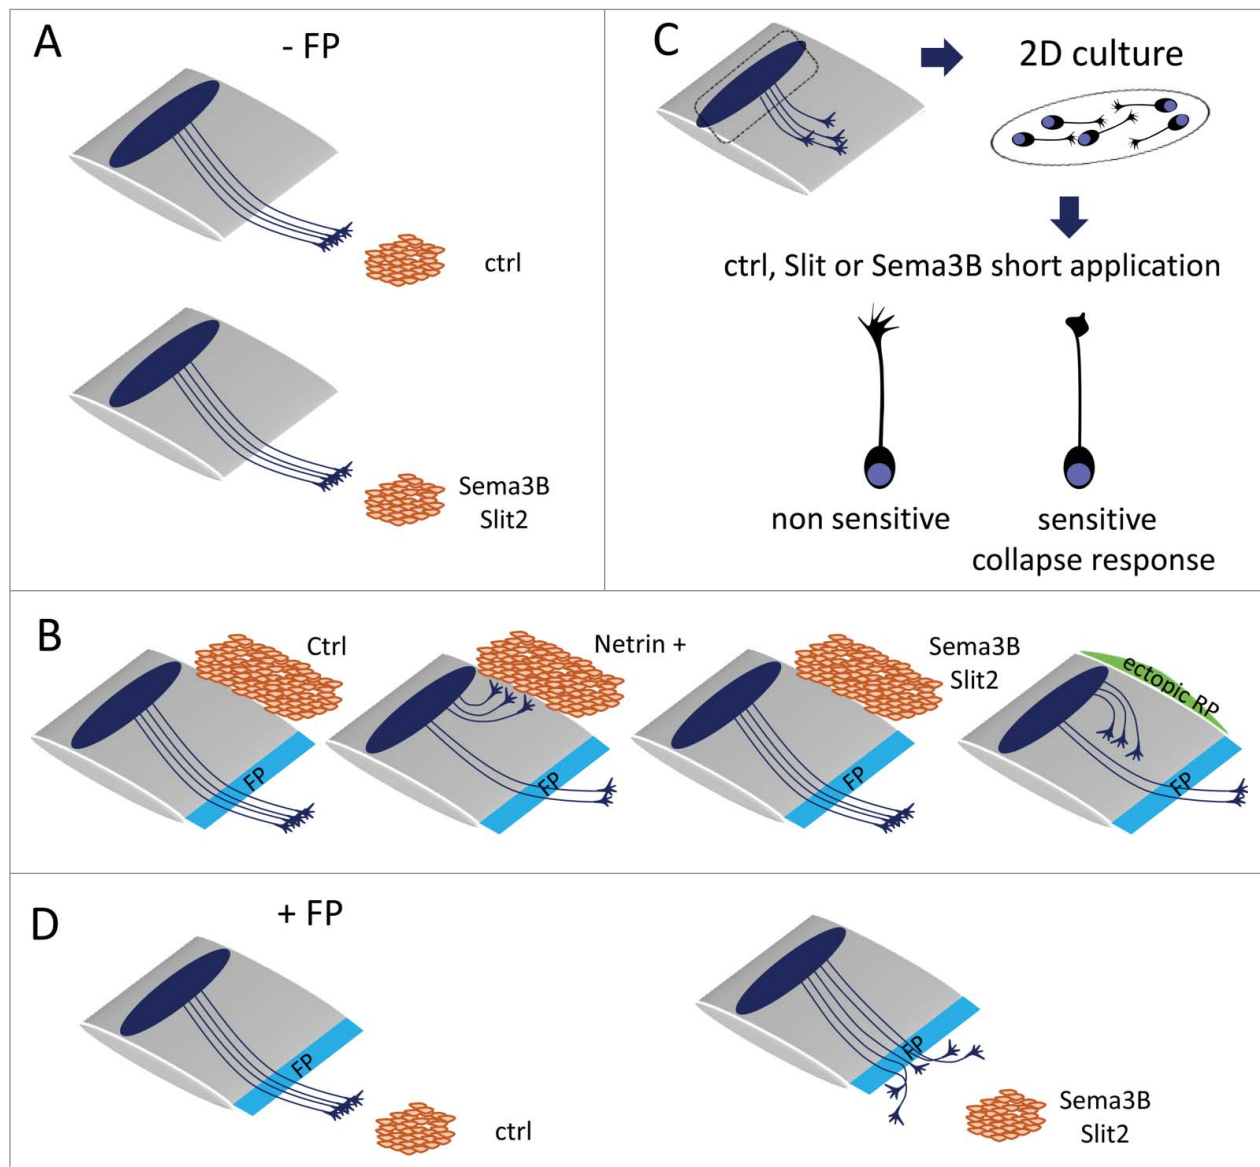 A
- FP
ctrl
Sema3B
Slit2
C
2D culture
ctrl, Slit or Sema3B short application
non sensitive
sensitive
collapse response
B
Ctrl
FP
Netrin +
FP
Sema3B
Slit2
FP
ectopic RP
FP
D
+ FP
FP
ctrl
FP
Sema3B
Slit2